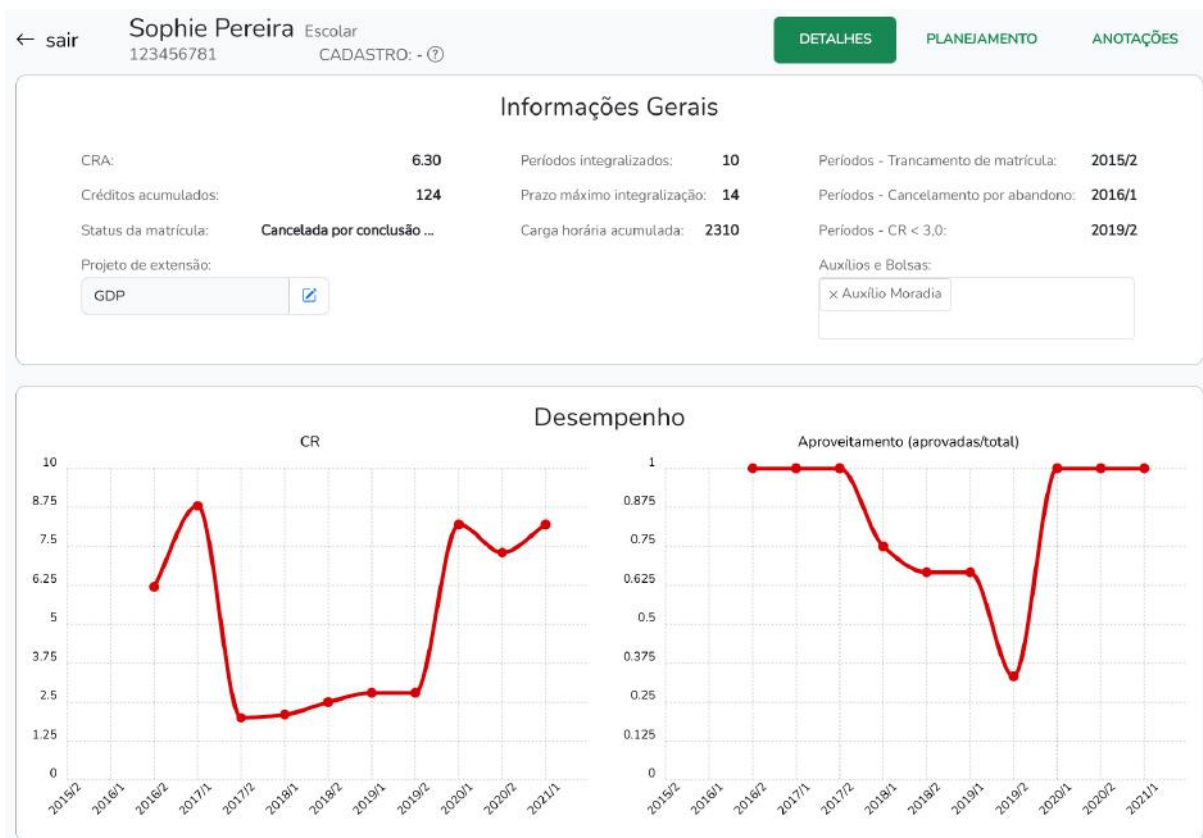 ← sair
Sophie Pereira Escolar
123456781 CADASTRO: - ?
DETALHES
PLANEJAMENTO
ANOTAÇÕES
Informações Gerais
CRA: 6.30
Períodos integralizados: 10
Períodos - Trancamento de matrícula: 2015/2
Créditos acumulados: 124
Prazo máximo integralização: 14
Períodos - Cancelamento por abandono: 2016/1
Status da matrícula: Cancelada por conclusão ...
Carga horária acumulada: 2310
Períodos - CR < 3,0: 2019/2
Projeto de extensão:
GDP
Auxílios e Bolsas:
× Auxílio Moradia
Desempenho
CR
10
8.75
7.5
6.25
5
3.75
2.5
1.25
0
2015/2 2016/1 2016/2 2017/1 2017/2 2018/1 2018/2 2019/1 2019/2 2020/1 2020/2 2021/1
Aproveitamento (aprovadas/total)
1
0.875
0.75
0.625
0.5
0.375
0.25
0.125
0
2015/2 2016/1 2016/2 2017/1 2017/2 2018/1 2018/2 2019/1 2019/2 2020/1 2020/2 2021/1